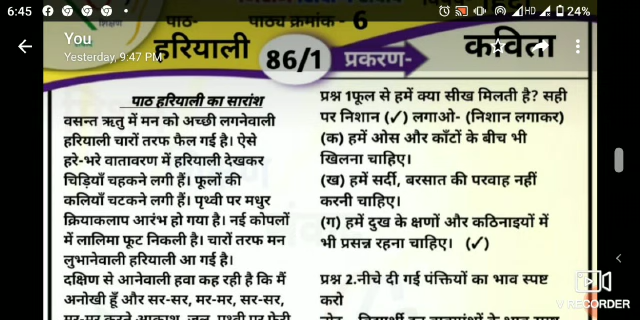 6:45
24%
You
Yesterday, 9:47 PM
शिक्षण
पाठ-
पाठ्य क्रमांक - 6
हरियाली
86/1
प्रकरण-
कविता
पाठ हरियाली का सारांश
वसन्त ऋतु में मन को अच्छी लगनेवाली
हरियाली चारों तरफ फैल गई है। ऐसे
हरे-भरे वातावरण में हरियाली देखकर
चिड़ियाँ चहकने लगी हैं। फूलों की
कलियाँ चटकने लगी हैं। पृथ्वी पर मधुर
क्रियाकलाप आरंभ हो गया है। नई कोपलों
में लालिमा फूट निकली है। चारों तरफ मन
लुभानेवाली हरियाली आ गई है।
दक्षिण से आनेवाली हवा कह रही है कि मैं
अनोखी हूँ और सर-सर, मर-मर, सर-सर,
प्रश्न 1फूल से हमें क्या सीख मिलती है? सही
पर निशान (✓) लगाओ- (निशान लगाकर)
(क) हमें ओस और काँटों के बीच भी
खिलना चाहिए।
(ख) हमें सर्दी, बरसात की परवाह नहीं
करनी चाहिए।
(ग) हमें दुख के क्षणों और कठिनाइयों में
भी प्रसन्न रहना चाहिए। (✓)
प्रश्न 2.नीचे दी गई पंक्तियों का भाव स्पष्ट
करो
V RECORDER